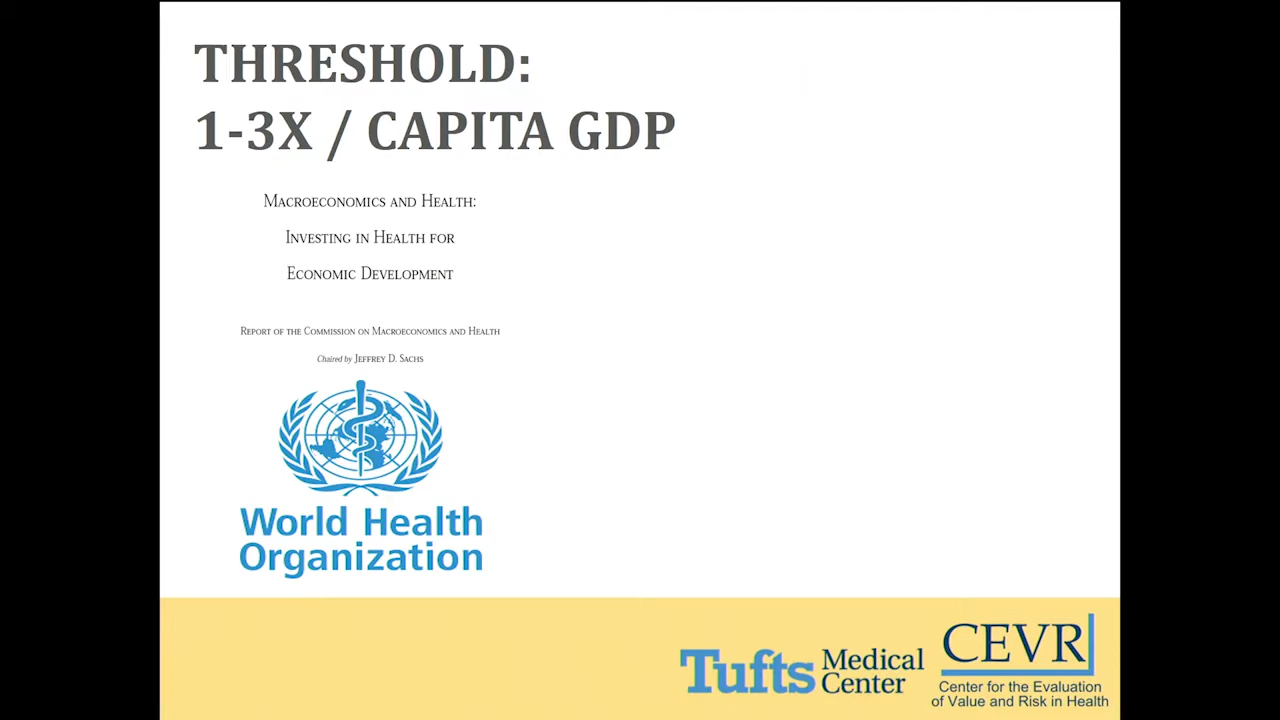 THRESHOLD:
1-3X / CAPITA GDP
MACROECONOMICS AND HEALTH:
INVESTING IN HEALTH FOR
ECONOMIC DEVELOPMENT
REPORT OF THE COMMISSION ON MACROECONOMICS AND HEALTH
Chaired by JEFFREY D. SACHS
World Health
Organization
Tufts Medical
Center
CEVR
Center for the Evaluation
of Value and Risk in Health